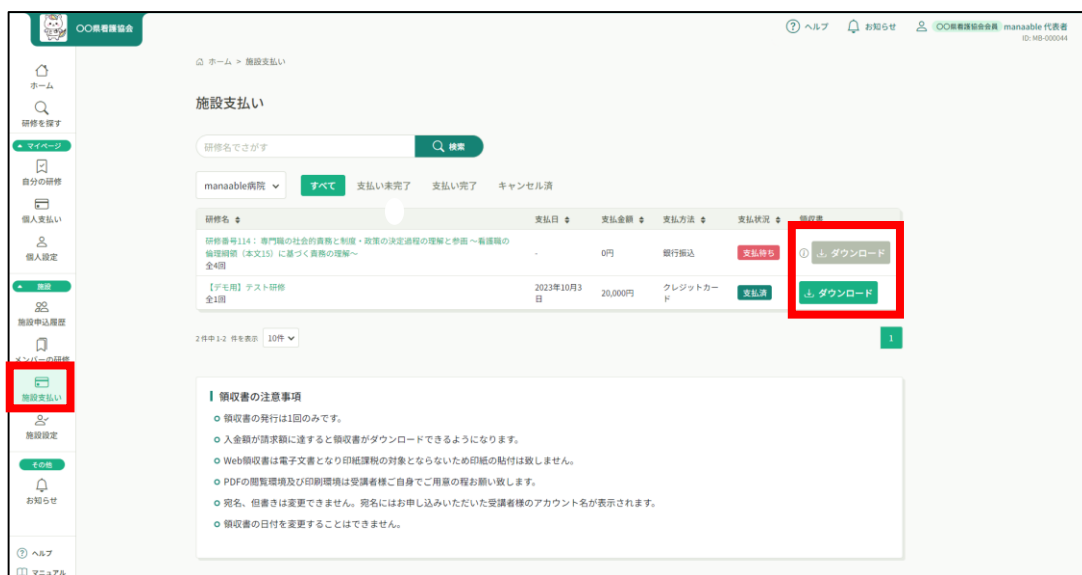 〇〇県看護協会
ヘルプ
お知らせ
〇〇県看護協会会員 manaable 代表者
ID: MB-000044
ホーム
研修を探す
マイページ
自分の研修
個人支払い
個人設定
施設
施設申込履歴
メンバーの研修
施設支払い
施設設定
その他
お知らせ
ヘルプ
マニュアル
ホーム > 施設支払い
施設支払い
研修名でさがす
検索
manaable病院
すべて 支払い未完了 支払い完了 キャンセル済
研修名 支払日 支払金額 支払方法 支払状況 領収書
研修番号114： 専門職の社会的責務と制度・政策の決定過程の理解と参画 ～看護職の
倫理綱領（本文15）に基づく責務の理解～
全4回
- 0円 銀行振込 支払待ち ダウンロード
【デモ用】テスト研修
全1回
2023年10月3
日
20,000円
クレジットカー
ド
支払済
ダウンロード
2 件中 1-2 件を表示 10件
1
領収書の注意事項
領収書の発行は1回のみです。
入金額が請求額に達すると領収書がダウンロードできるようになります。
Web領収書は電子文書となり印紙課税の対象とならないため印紙の貼付は致しません。
PDFの閲覧環境及び印刷環境は受講者様ご自身でご用意の程お願い致します。
宛名、但書きは変更できません。宛名にはお申し込みいただいた受講者様のアカウント名が表示されます。
領収書の日付を変更することはできません。